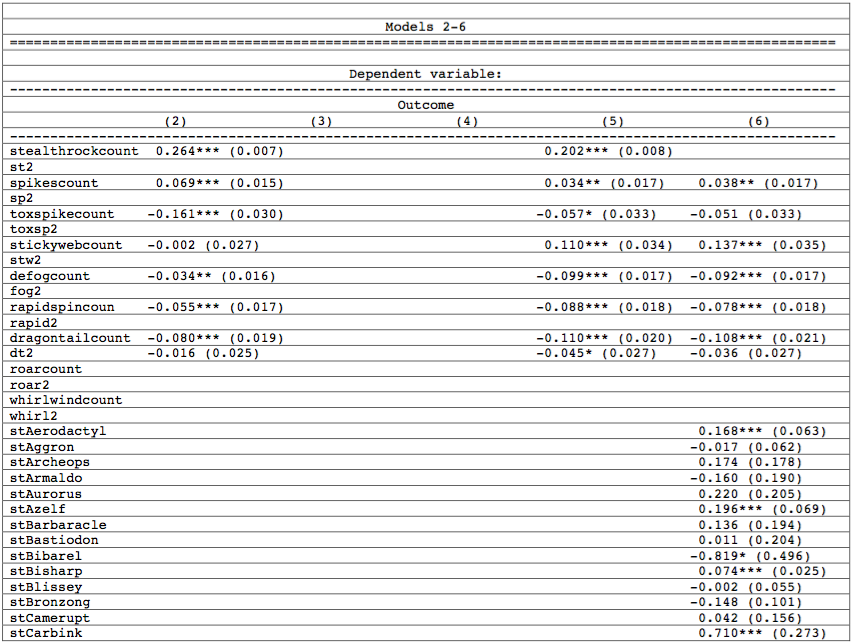 Models 2-6
==========================================================================================
Dependent variable:
------------------------------------------------------------------------------------------
Outcome
(2) (3) (4) (5) (6)
------------------------------------------------------------------------------------------
stealthrockcount 0.264*** (0.007) 0.202*** (0.008)
st2
spikescount 0.069*** (0.015) 0.034** (0.017) 0.038** (0.017)
sp2
toxspikecount -0.161*** (0.030) -0.057* (0.033) -0.051 (0.033)
toxsp2
stickywebcount -0.002 (0.027) 0.110*** (0.034) 0.137*** (0.035)
stw2
defogcount -0.034** (0.016) -0.099*** (0.017) -0.092*** (0.017)
fog2
rapidspincoun -0.055*** (0.017) -0.088*** (0.018) -0.078*** (0.018)
rapid2
dragontailcount -0.080*** (0.019) -0.110*** (0.020) -0.108*** (0.021)
dt2 -0.016 (0.025) -0.045* (0.027) -0.036 (0.027)
roarcount
roar2
whirlwindcount
whirl2
stAerodactyl 0.168*** (0.063)
stAggron -0.017 (0.062)
stArcheops 0.174 (0.178)
stArmaldo -0.160 (0.190)
stAurorus 0.220 (0.205)
stAzelf 0.196*** (0.069)
stBarbaracle 0.136 (0.194)
stBastiodon 0.011 (0.204)
stBibarel -0.819* (0.496)
stBisharp 0.074*** (0.025)
stBlissey -0.002 (0.055)
stBronzong -0.148 (0.101)
stCamerupt 0.042 (0.156)
stCarbink 0.710*** (0.273)